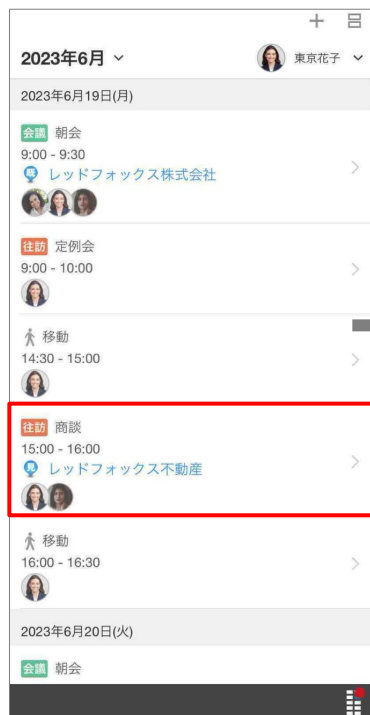 2023年6月
東京花子
2023年6月19日(月)
会議 朝会
9:00 - 9:30
既 レッドフォックス株式会社
往訪 定例会
9:00 - 10:00
移動
14:30 - 15:00
往訪 商談
15:00 - 16:00
見 レッドフォックス不動産
移動
16:00 - 16:30
2023年6月20日(火)
会議 朝会